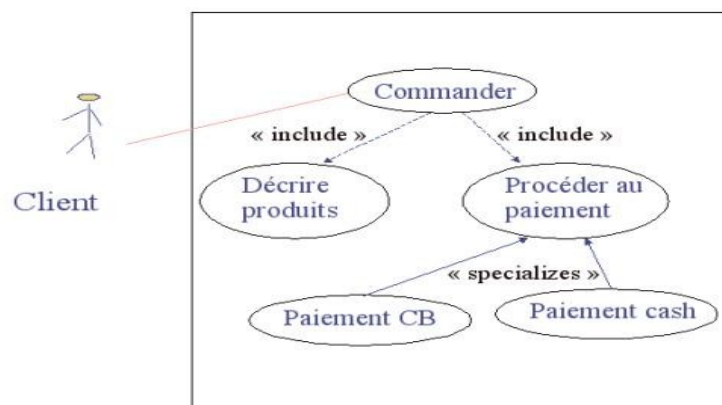 Commander
« include » « include »
Client
Décrire
produits
Procéder au
paiement
« specializes »
Paiement CB
Paiement cash